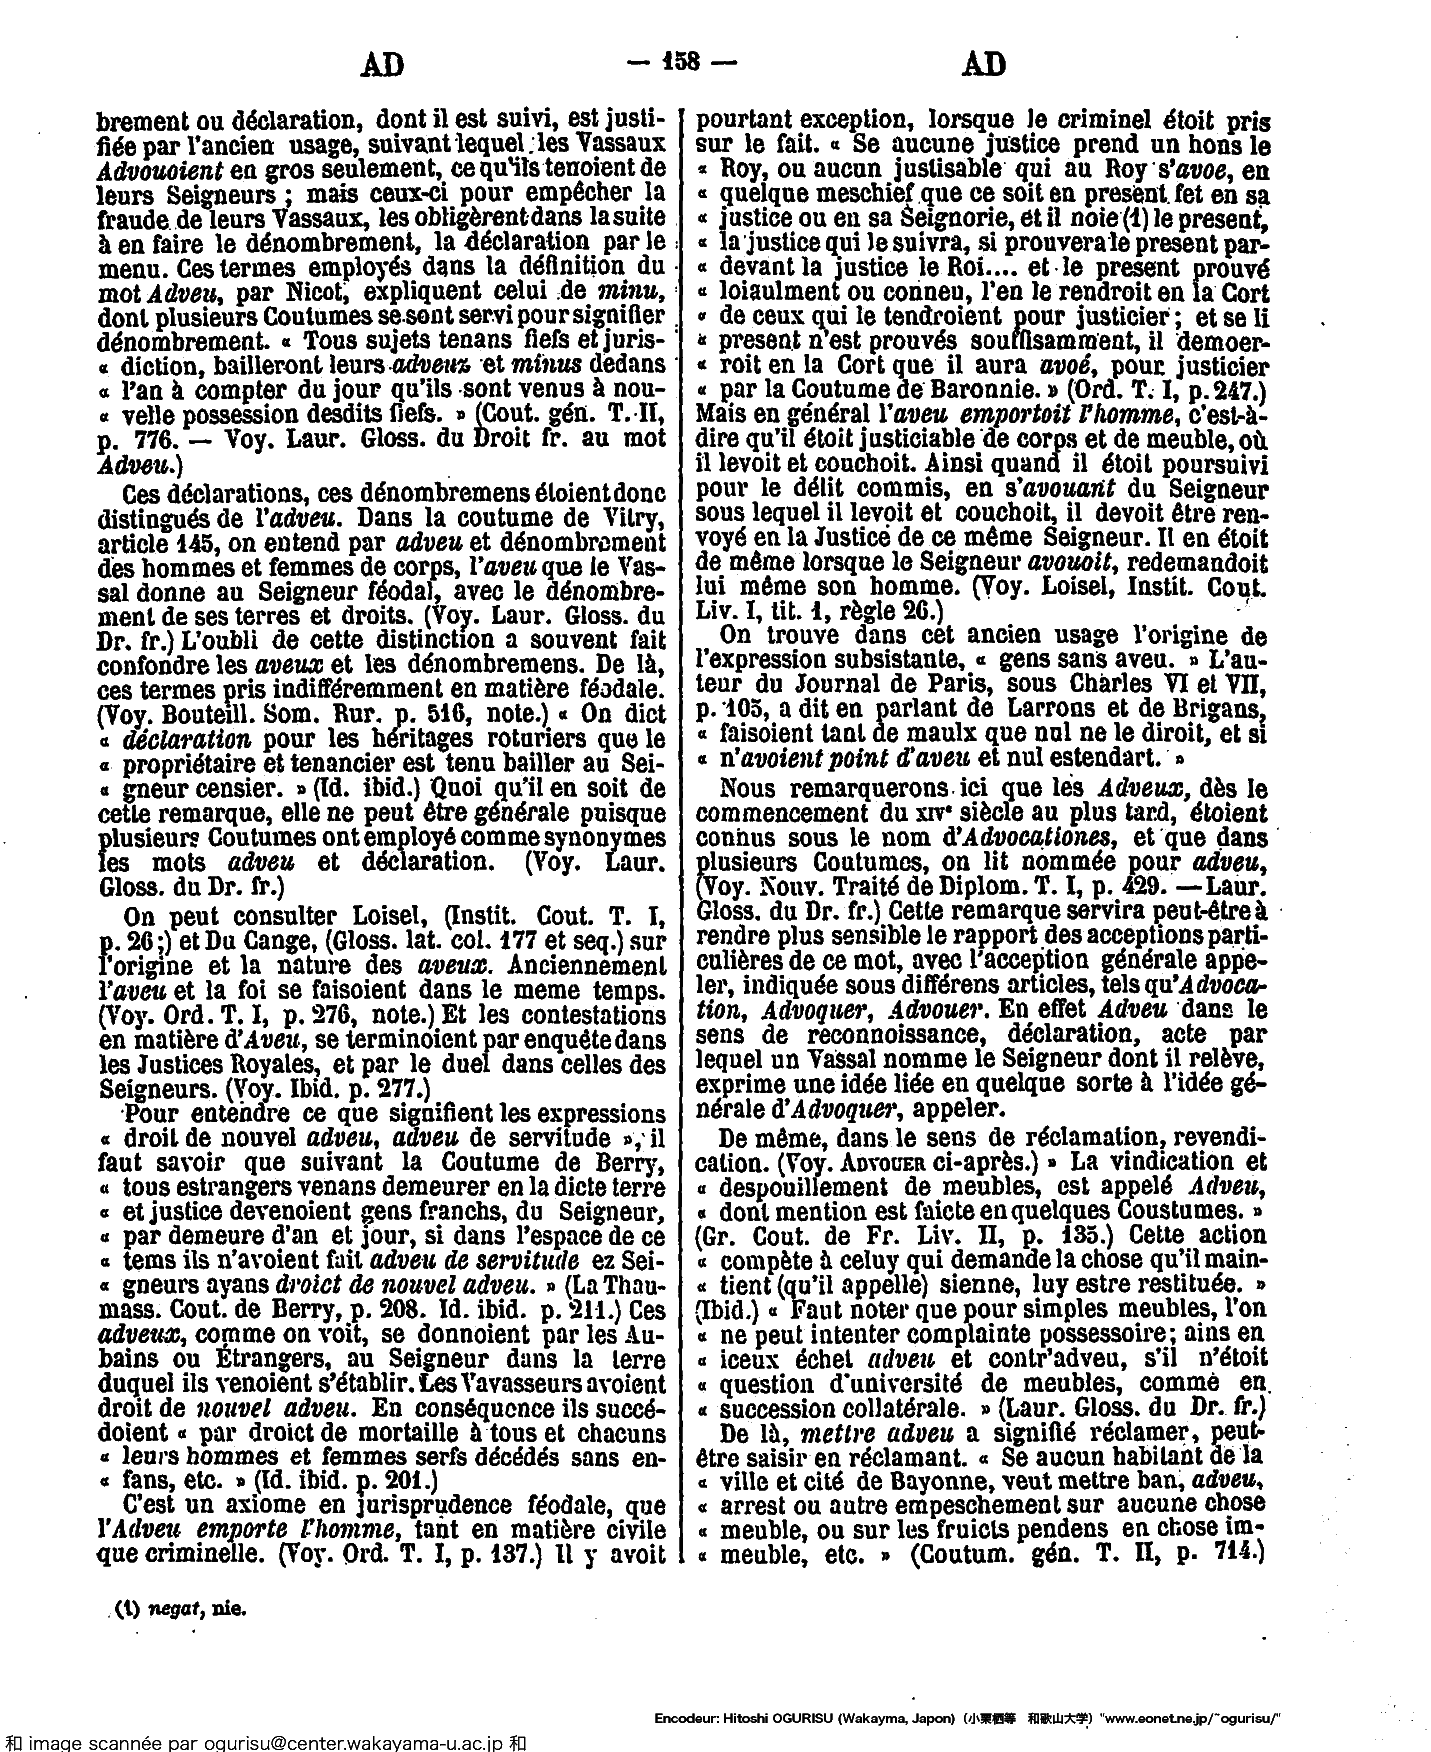 AD — 158 — AD
brement ou déclaration, dont il est suivi, est justi-
fiée par l'ancien usage, suivant lequel les Vassaux
Advouoient en gros seulement, ce qu'ils tenoient de
leurs Seigneurs ; mais ceux-ci pour empêcher la
fraude de leurs Vassaux, les obligèrent dans la suite
à en faire le dénombrement, la déclaration par le
menu. Ces termes employés dans la définition du
mot Adveu, par Nicot, expliquent celui de minu,
dont plusieurs Coutumes se sont servi pour signifier
dénombrement. « Tous sujets tenans fiefs et juris-
« diction, bailleront leurs adveuz et minus dedans
« l'an à compter du jour qu'ils sont venus à nou-
« velle possession desdits fiefs. » (Cout. gén. T. II,
p. 776. — Voy. Laur. Gloss. du Droit fr. au mot
Adveu.)
Ces déclarations, ces dénombremens étoient donc
distingués de l'adveu. Dans la coutume de Vitry,
article 145, on entend par adveu et dénombrement
des hommes et femmes de corps, l'aveu que le Vas-
sal donne au Seigneur féodal, avec le dénombre-
ment de ses terres et droits. (Voy. Laur. Gloss. du
Dr. fr.) L'oubli de cette distinction a souvent fait
confondre les aveux et les dénombremens. De là,
ces termes pris indifféremment en matière féodale.
(Voy. Bouteill. Som. Rur. p. 516, note.) « On dict
« déclaration pour les héritages roturiers que le
« propriétaire et tenancier est tenu bailler au Sei-
« gneur censier. » (Id. ibid.) Quoi qu'il en soit de
cette remarque, elle ne peut être générale puisque
plusieurs Coutumes ont employé comme synonymes
les mots adveu et déclaration. (Voy. Laur.
Gloss. du Dr. fr.)
On peut consulter Loisel, (Instit. Cout. T. I,
p. 26 ;) et Du Cange, (Gloss. lat. col. 177 et seq.) sur
l'origine et la nature des aveux. Anciennement
l'aveu et la foi se faisoient dans le meme temps.
(Voy. Ord. T. I, p. 276, note.) Et les contestations
en matière d'Aveu, se terminoient par enquête dans
les Justices Royales, et par le duel dans celles des
Seigneurs. (Voy. Ibid. p. 277.)
Pour entendre ce que signifient les expressions
« droit de nouvel adveu, adveu de servitude », il
faut savoir que suivant la Coutume de Berry,
« tous estrangers venans demeurer en la dicte terre
« et justice devenoient gens franchs, du Seigneur,
« par demeure d'an et jour, si dans l'espace de ce
« tems ils n'avoient fait adveu de servitude ez Sei-
« gneurs ayans droict de nouvel adveu. » (La Thau-
mass. Cout. de Berry, p. 208. Id. ibid. p. 211.) Ces
adveux, comme on voit, se donnoient par les Au-
bains ou Étrangers, au Seigneur dans la terre
duquel ils venoient s'établir. Les Vavasseurs avoient
droit de nouvel adveu. En conséquence ils succé-
doient « par droict de mortaille à tous et chacuns
« leurs hommes et femmes serfs décédés sans en-
« fans, etc. » (Id. ibid. p. 201.)
C'est un axiome en jurisprudence féodale, que
l'Adveu emporte l'homme, tant en matière civile
que criminelle. (Voy. Ord. T. I, p. 137.) Il y avoit
pourtant exception, lorsque le criminel étoit pris
sur le fait. « Se aucune justice prend un hons le
« Roy, ou aucun justisable qui au Roy s'avoe, en
« quelque meschief que ce soit en present fet en sa
« justice ou en sa Seignorie, et il noie (1) le present,
« la justice qui le suivra, si prouvera le present par-
« devant la justice le Roi.... et le present prouvé
« loiaulment ou conneu, l'en le rendroit en la Cort
« de ceux qui le tendroient pour justicier ; et se li
« present n'est prouvés souffisamment, il demoer-
« roit en la Cort que il aura avoé, pour justicier
« par la Coutume de Baronnie. » (Ord. T. I, p. 247.)
Mais en général l'aveu emportoit l'homme, c'est-à-
dire qu'il étoit justiciable de corps et de meuble, où
il levoit et couchoit. Ainsi quand il étoit poursuivi
pour le délit commis, en s'avouant du Seigneur
sous lequel il levoit et couchoit, il devoit être ren-
voyé en la Justice de ce même Seigneur. Il en étoit
de même lorsque le Seigneur avouoit, redemandoit
lui même son homme. (Voy. Loisel, Instit. Cout.
Liv. I, tit. 1, règle 26.)
On trouve dans cet ancien usage l'origine de
l'expression subsistante, « gens sans aveu. » L'au-
teur du Journal de Paris, sous Charles VI et VII,
p. 105, a dit en parlant de Larrons et de Brigans,
« faisoient tant de maulx que nul ne le diroit, et si
« n'avoient point d'aveu et nul estendart. »
Nous remarquerons ici que les Adveux, dès le
commencement du XIVe siècle au plus tard, étoient
connus sous le nom d'Advocationes, et que dans
plusieurs Coutumes, on lit nommée pour adveu,
(Voy. Nouv. Traité de Diplom. T. I, p. 429. — Laur.
Gloss. du Dr. fr.) Cette remarque servira peut-être à
rendre plus sensible le rapport des acceptions parti-
culières de ce mot, avec l'acception générale appe-
ler, indiquée sous différens articles, tels qu'Advoca-
tion, Advoquer, Advouer. En effet Adveu dans le
sens de reconnoissance, déclaration, acte par
lequel un Vassal nomme le Seigneur dont il relève,
exprime une idée liée en quelque sorte à l'idée gé-
nérale d'Advoquer, appeler.
De même, dans le sens de réclamation, revendi-
cation. (Voy. ADVOUER ci-après.) » La vindication et
« despouillement de meubles, est appelé Adveu,
« dont mention est faicte en quelques Coustumes. »
(Gr. Cout. de Fr. Liv. II, p. 135.) Cette action
« compète à celuy qui demande la chose qu'il main-
« tient (qu'il appelle) sienne, luy estre restituée. »
(Ibid.) « Faut noter que pour simples meubles, l'on
« ne peut intenter complainte possessoire ; ains en
« iceux échet adveu et contr'adveu, s'il n'étoit
« question d'université de meubles, comme en
« succession collatérale. » (Laur. Gloss. du Dr. fr.)
De là, mettre adveu a signifié réclamer, peut-
être saisir en réclamant. « Se aucun habitant de la
« ville et cité de Bayonne, veut mettre ban, adveu,
« arrest ou autre empeschement sur aucune chose
« meuble, ou sur les fruicts pendens en chose im-
« meuble, etc. » (Coutum. gén. T. II, p. 714.)
(1) negat, nie.
Encodeur: Hitoshi OGURISU (Wakayma, Japon) (小栗栖等 和歌山大学) "www.eonet.ne.jp/~ogurisu/"
和 image scannée par ogurisu@center.wakayama-u.ac.jp 和